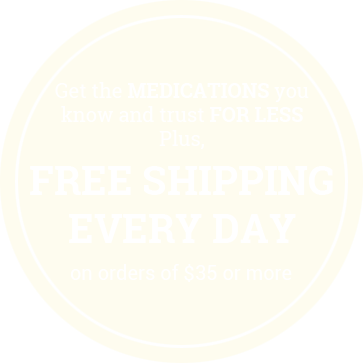 Get the MEDICATIONS you
know and trust FOR LESS
Plus,
FREE SHIPPING
EVERY DAY
on orders of $35 or more